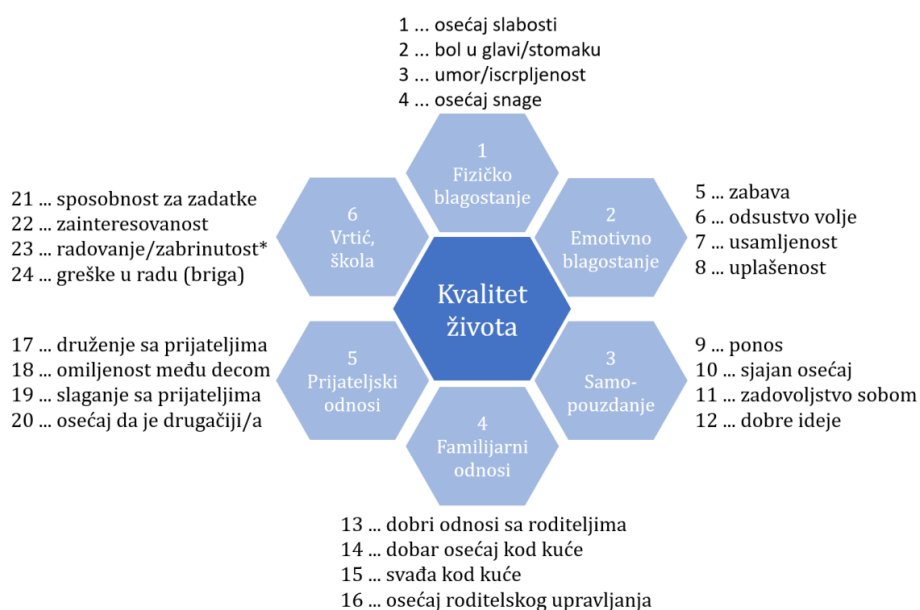 1 ... osećaj slabosti
2 ... bol u glavi/stomaku
3 ... umor/iscrpljenost
4 ... osećaj snage
1
Fizičko
blagostanje
21 ... sposobnost za zadatke
22 ... zainteresovanost
23 ... radovanje/zabrinutost*
24 ... greške u radu (briga)
6
Vrtić,
škola
2
Emotivno
blagostanje
5 ... zabava
6 ... odsustvo volje
7 ... usamljenost
8 ... uplašenost
Kvalitet
života
17 ... druženje sa prijateljima
18 ... omiljenost među decom
19 ... slaganje sa prijateljima
20 ... osećaj da je drugačiji/a
5
Prijateljski
odnosi
3
Samo-
pouzdanje
9 ... ponos
10 ... sjajan osećaj
11 ... zadovoljstvo sobom
12 ... dobre ideje
4
Familijarni
odnosi
13 ... dobri odnosi sa roditeljima
14 ... dobar osećaj kod kuće
15 ... svađa kod kuće
16 ... osećaj roditelskog upravljanja